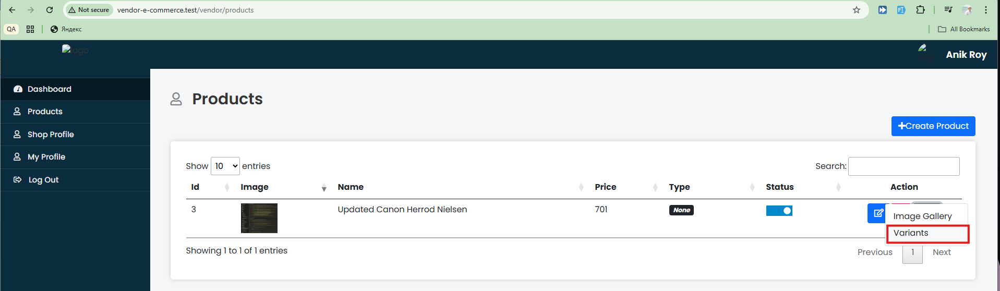 Not secure vendor-e-commerce.test/vendor/products
QA Яндекс All Bookmarks
logo Anik Roy
Dashboard
Products
Shop Profile
My Profile
Log Out
Products
Create Product
Show 10 entries Search:
Id Image Name Price Type Status Action
3 Updated Canon Herrod Nielsen 701 None
Image Gallery
Variants
Showing 1 to 1 of 1 entries
Previous 1 Next